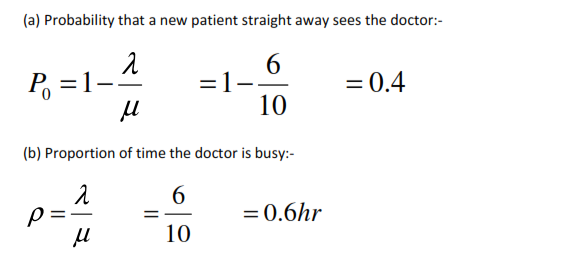 (a) Probability that a new patient straight away sees the doctor:-
P₀ = 1 - λ/μ = 1 - 6/10 = 0.4
(b) Proportion of time the doctor is busy:-
ρ = λ/μ = 6/10 = 0.6hr